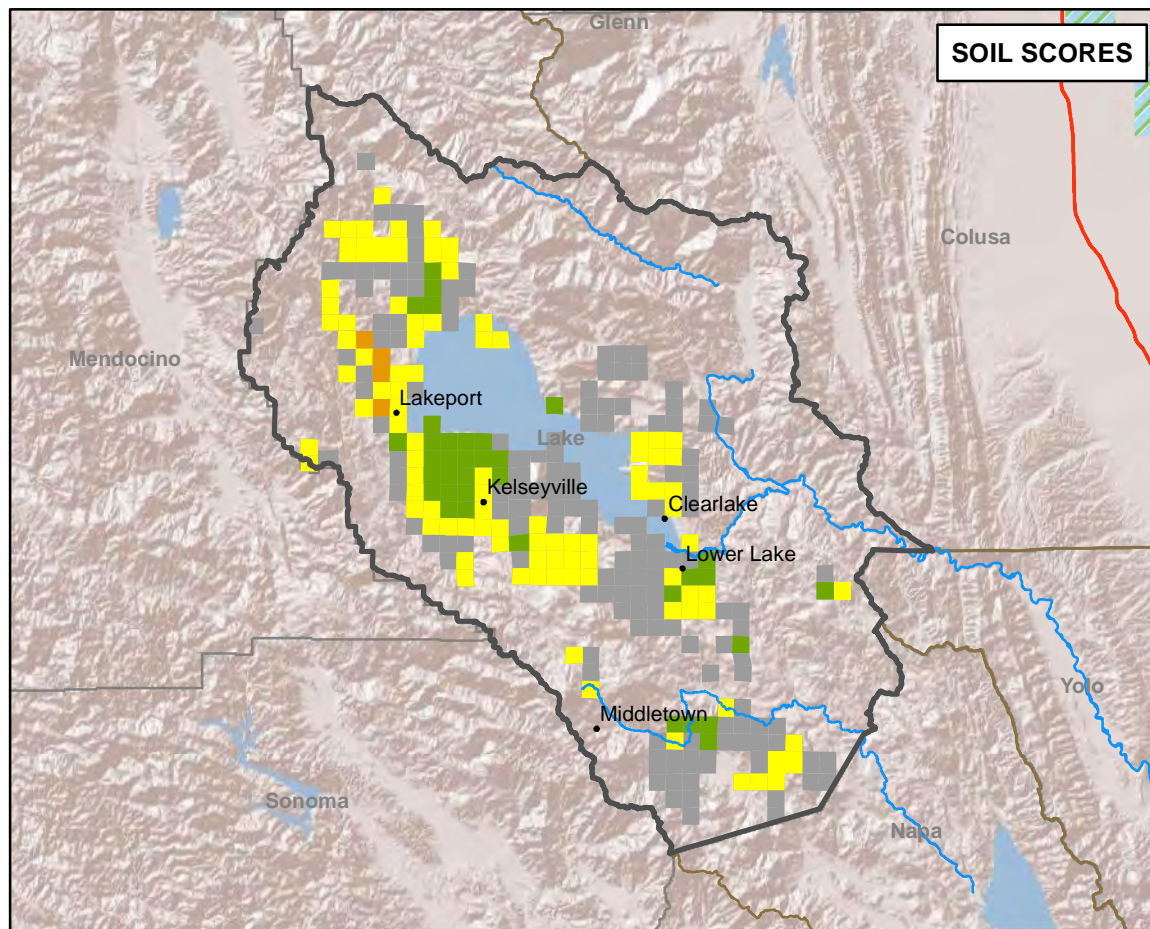 Glenn
SOIL SCORES
Colusa
Mendocino
Lakeport
Lake
Kelseyville
Clearlake
Lower Lake
Yolo
Middletown
Sonoma
Napa